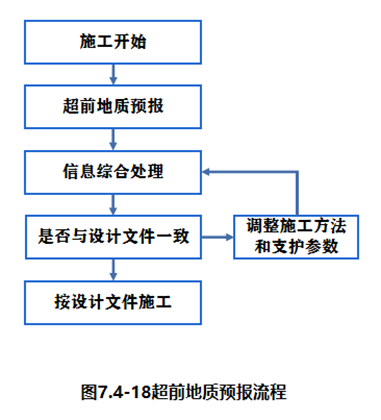 施工开始
超前地质预报
信息综合处理
是否与设计文件一致
调整施工方法
和支护参数
按设计文件施工
图7.4-18超前地质预报流程